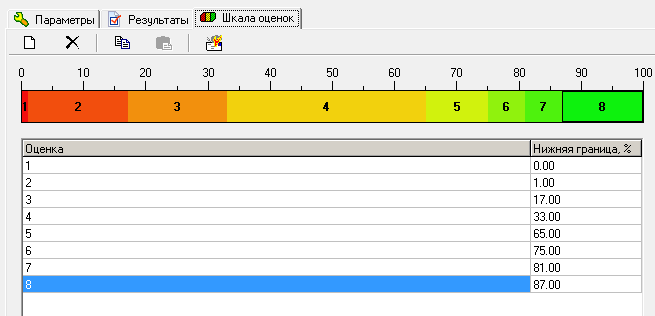 Параметры Результаты Шкала оценок
0 10 20 30 40 50 60 70 80 90 100
1 2 3 4 5 6 7 8
Оценка Нижняя граница, %
1 0.00
2 1.00
3 17.00
4 33.00
5 65.00
6 75.00
7 81.00
8 87.00